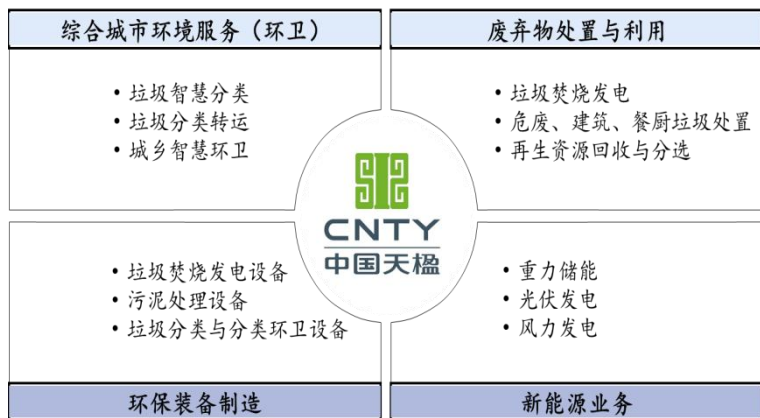 综合城市环境服务（环卫）
• 垃圾智慧分类
• 垃圾分类转运
• 城乡智慧环卫
废弃物处置与利用
• 垃圾焚烧发电
• 危废、建筑、餐厨垃圾处置
• 再生资源回收与分选
CNTY
中国天楹
• 垃圾焚烧发电设备
• 污泥处理设备
• 垃圾分类与分类环卫设备
环保装备制造
• 重力储能
• 光伏发电
• 风力发电
新能源业务